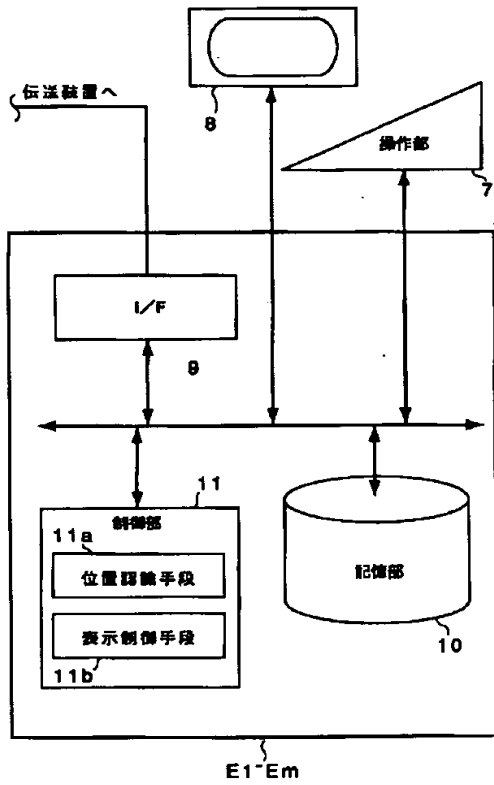 8
伝送装置へ
操作部
7
I/F
9
11
制御部
11a
位置認識手段
表示制御手段
11b
記憶部
10
E1-Em